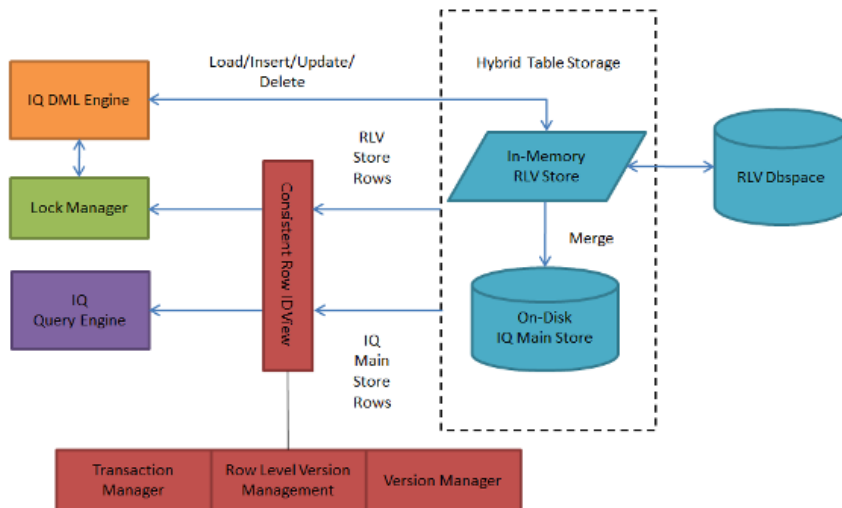 Load/Insert/Update/
Delete
Hybrid Table Storage
IQ DML Engine
RLV
Store
Rows
In-Memory
RLV Store
RLV Dbspace
Lock Manager
Consistent Row ID View
Merge
IQ
Query Engine
On-Disk
IQ Main Store
IQ
Main
Store
Rows
Transaction
Manager
Row Level Version
Management
Version Manager